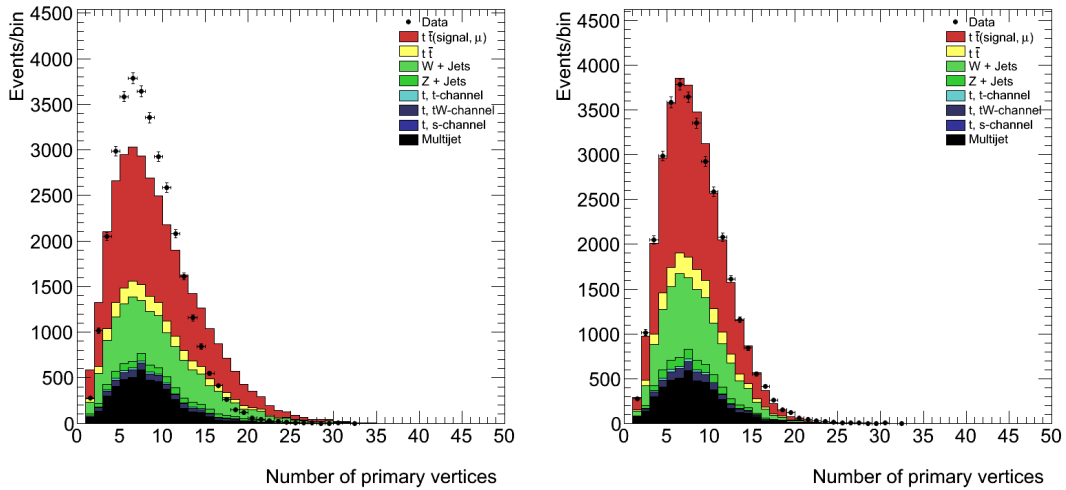 Events/bin
4500
4000
3500
3000
2500
2000
1500
1000
500
0
0 5 10 15 20 25 30 35 40 45 50
Number of primary vertices
Data
t t̄(signal, μ)
t t̄
W + Jets
Z + Jets
t, t-channel
t, tW-channel
t, s-channel
Multijet
Events/bin
4500
4000
3500
3000
2500
2000
1500
1000
500
0
0 5 10 15 20 25 30 35 40 45 50
Number of primary vertices
Data
t t̄(signal, μ)
t t̄
W + Jets
Z + Jets
t, t-channel
t, tW-channel
t, s-channel
Multijet